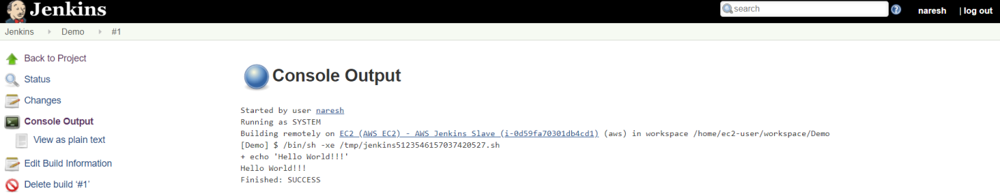 Jenkins
search
naresh | log out
Jenkins Demo #1
Back to Project
Status
Changes
Console Output
View as plain text
Edit Build Information
Delete build ‘#1’
Console Output
Started by user naresh
Running as SYSTEM
Building remotely on EC2 (AWS EC2) - AWS Jenkins Slave (i-0d59fa70301db4cd1) (aws) in workspace /home/ec2-user/workspace/Demo
[Demo] $ /bin/sh -xe /tmp/jenkins5123546157037420527.sh
+ echo 'Hello World!!!'
Hello World!!!
Finished: SUCCESS